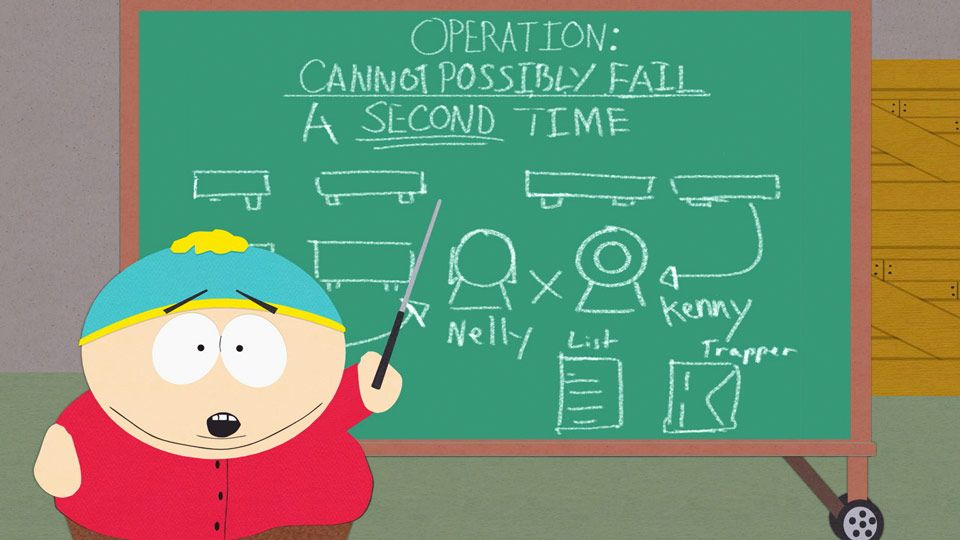 OPERATION:
CANNOT POSSIBLY FAIL
A SECOND TIME
Nelly
Kenny
List
Trapper